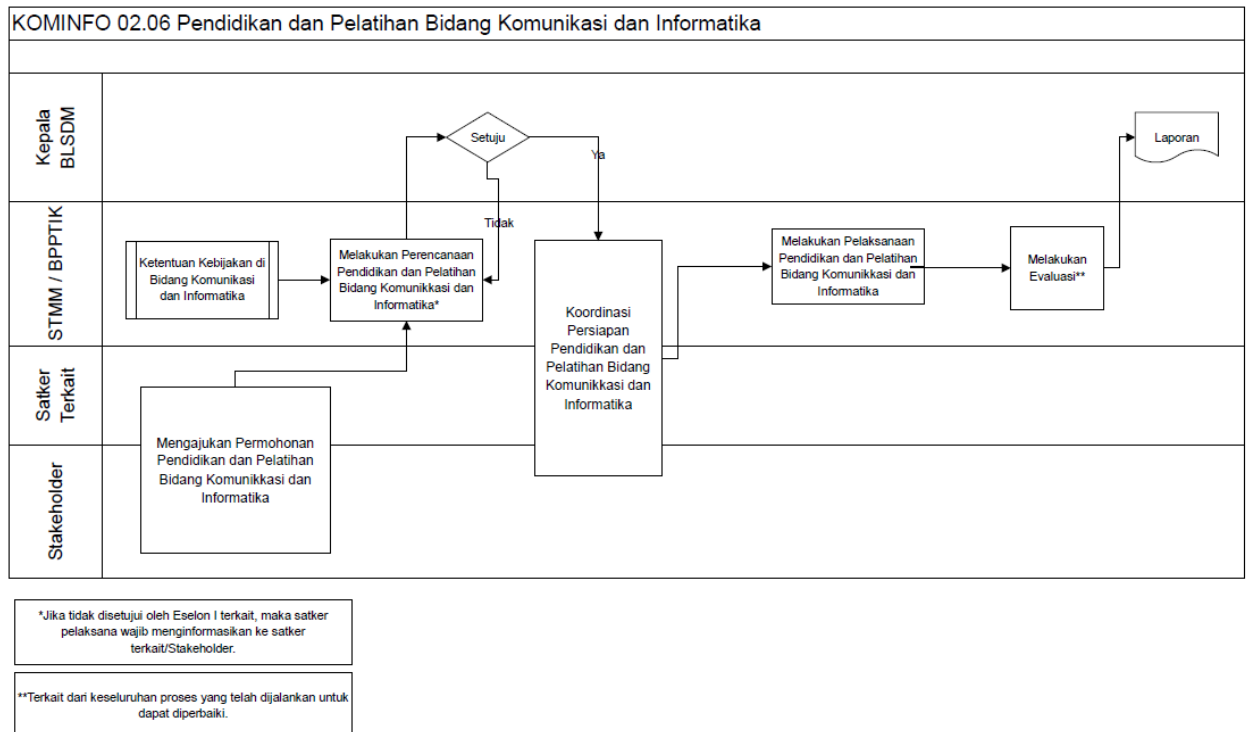 KOMINFO 02.06 Pendidikan dan Pelatihan Bidang Komunikasi dan Informatika
Kepala
BLSDM
Setuju
Ya
Tidak
Laporan
STMM / BPPTIK
Ketentuan Kebijakan di
Bidang Komunikasi
dan Informatika
Melakukan Perencanaan
Pendidikan dan Pelatihan
Bidang Komunikkasi dan
Informatika*
Koordinasi
Persiapan
Pendidikan dan
Pelatihan Bidang
Komunikkasi dan
Informatika
Melakukan Pelaksanaan
Pendidikan dan Pelatihan
Bidang Komunikkasi dan
Informatika
Melakukan
Evaluasi**
Satker
Terkait
Mengajukan Permohonan
Pendidikan dan Pelatihan
Bidang Komunikkasi dan
Informatika
Stakeholder
*Jika tidak disetujui oleh Eselon I terkait, maka satker
pelaksana wajib menginformasikan ke satker
terkait/Stakeholder.
**Terkait dari keseluruhan proses yang telah dijalankan untuk
dapat diperbaiki.